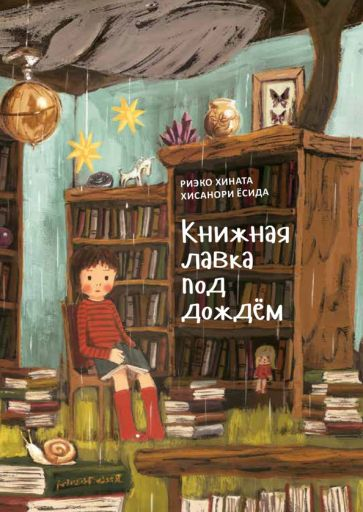 РИЭКО ХИНАТА
ХИСАНОРИ ЁСИДА
Книжная
лавка
под
дождём